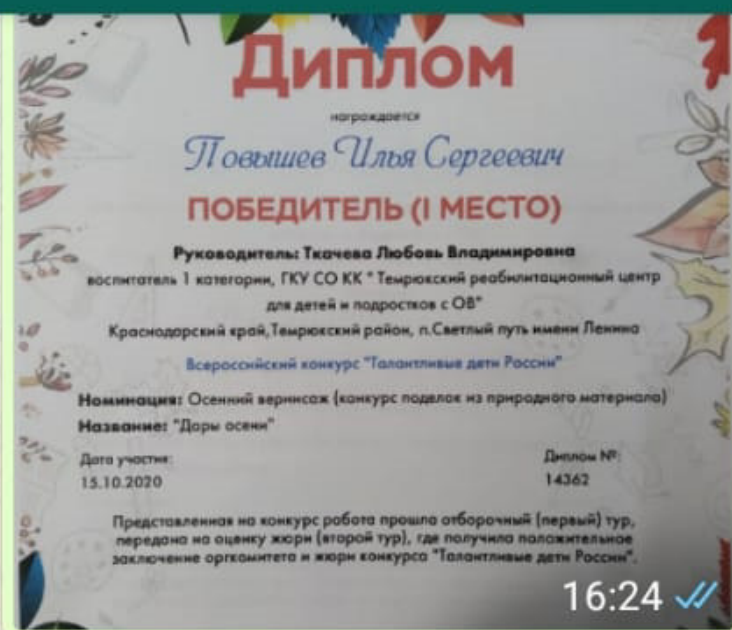 Диплом
награждается
Повышев Илья Сергеевич
ПОБЕДИТЕЛЬ (I МЕСТО)
Руководитель: Ткачева Любовь Владимировна
воспитатель 1 категории, ГКУ СО КК "Темрюкский реабилитационный центр
для детей и подростков с ОВ"
Краснодарский край,Темрюкский район, п.Светлый путь имени Ленина
Всероссийский конкурс "Талантливые дети России"
Номинация: Осенний вернисаж (конкурс поделок из природного материала)
Название: "Дары осени"
Дата участия:
15.10.2020
Диплом №:
14362
Представленная на конкурс работа прошла отборочный (первый) тур,
передана на оценку жюри (второй тур), где получила положительное
заключение оргкомитета и жюри конкурса "Талантливые дети России".
16:24